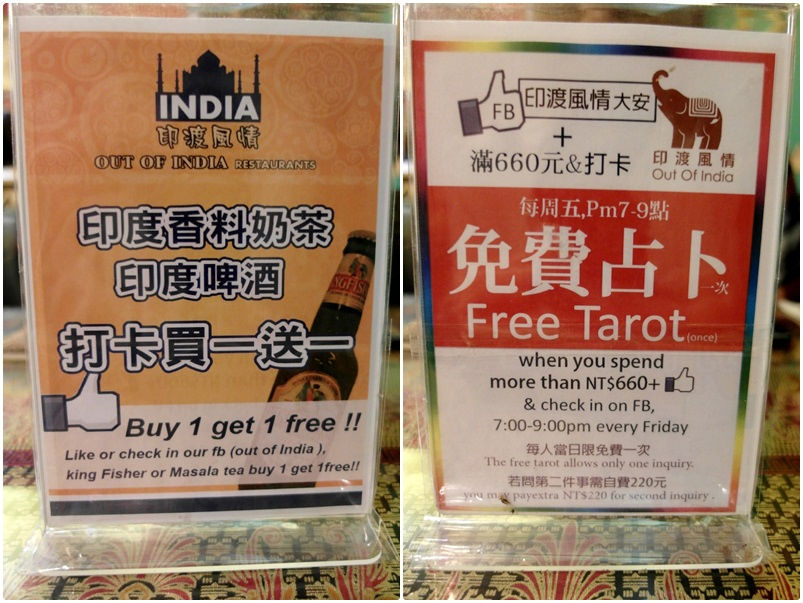 INDIA
印渡風情
OUT OF INDIA RESTAURANTS
印度香料奶茶
印度啤酒
打卡買一送一
Buy 1 get 1 free !!
Like or check in our fb (out of India ),
king Fisher or Masala tea buy 1 get 1free!!
FB 印渡風情大安
+
滿660元&打卡
印渡風情
Out Of India
每周五,Pm7-9點
免費占卜一次
Free Tarot (once)
when you spend
more than NT$660+
& check in on FB,
7:00-9:00pm every Friday
每人當日限免費一次
The free tarot allows only one inquiry.
若問第二件事需自費220元
you may payextra NT$220 for second inquiry .